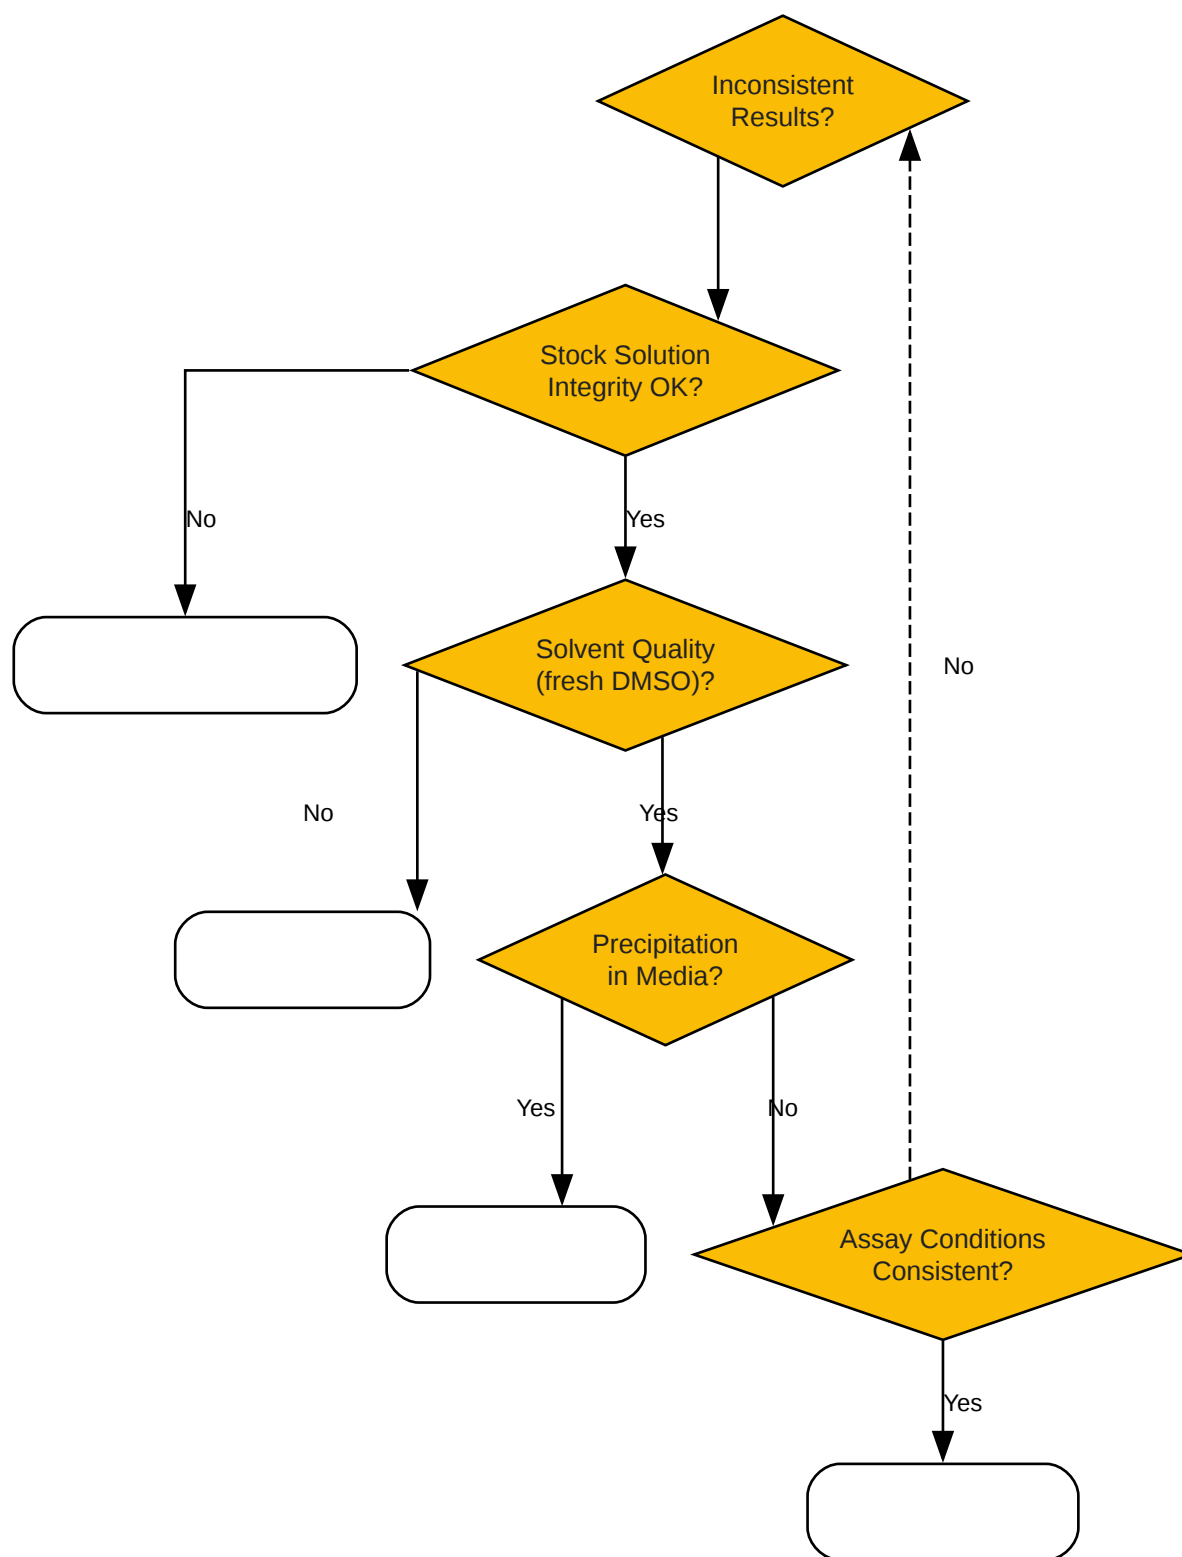 Inconsistent
Results?
Stock Solution
Integrity OK?
No
Yes
Solvent Quality
(fresh DMSO)?
No
No
Yes
Precipitation
in Media?
Yes
No
Assay Conditions
Consistent?
Yes